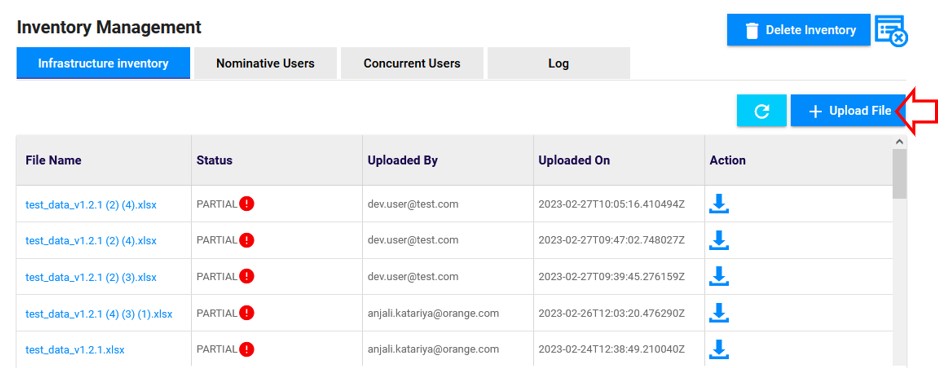 Inventory Management
Delete Inventory
Infrastructure inventory Nominative Users Concurrent Users Log
+ Upload File
File Name Status Uploaded By Uploaded On Action
test_data_v1.2.1 (2) (4).xlsx PARTIAL dev.user@test.com 2023-02-27T10:05:16.410494Z
test_data_v1.2.1 (2) (4).xlsx PARTIAL dev.user@test.com 2023-02-27T09:47:02.748027Z
test_data_v1.2.1 (2) (3).xlsx PARTIAL dev.user@test.com 2023-02-27T09:39:45.276159Z
test_data_v1.2.1 (4) (3) (1).xlsx PARTIAL anjali.katariya@orange.com 2023-02-26T12:03:20.476290Z
test_data_v1.2.1.xlsx PARTIAL anjali.katariya@orange.com 2023-02-24T12:38:49.210040Z